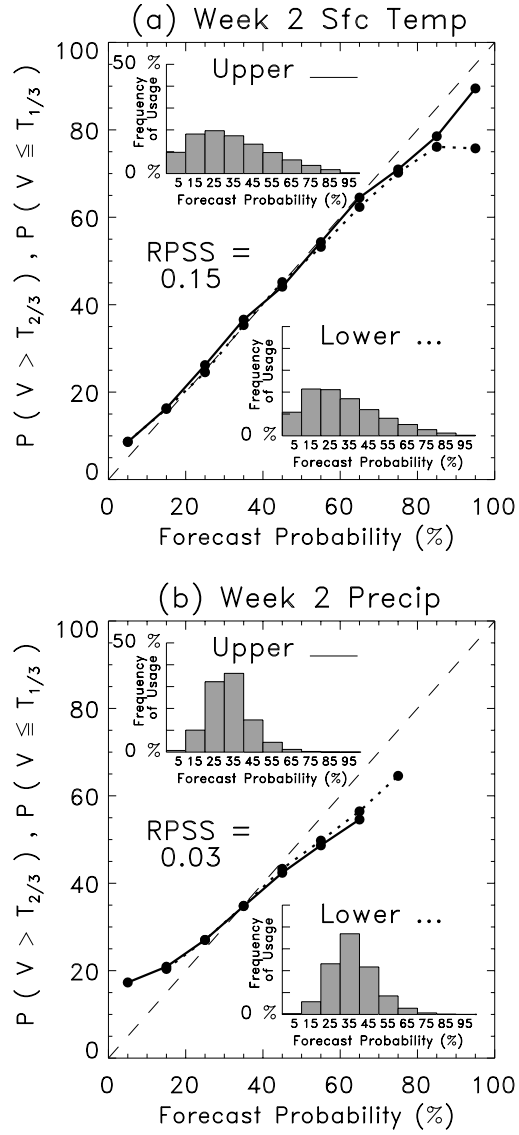 (a) Week 2 Sfc Temp
P ( V > T2/3 ) , P ( V ≦ T1/3 )
100
80
60
40
20
0
50 %
0 %
Frequency
of Usage
Upper ___
5 15 25 35 45 55 65 75 85 95
Forecast Probability (%)
RPSS =
0.15
Lower ...
Frequency
of Usage
0 %
5 15 25 35 45 55 65 75 85 95
Forecast Probability (%)
0 20 40 60 80 100
Forecast Probability (%)
(b) Week 2 Precip
P ( V > T2/3 ) , P ( V ≦ T1/3 )
100
80
60
40
20
0
50 %
0 %
Frequency
of Usage
Upper ___
5 15 25 35 45 55 65 75 85 95
Forecast Probability (%)
RPSS =
0.03
Lower ...
Frequency
of Usage
0 %
5 15 25 35 45 55 65 75 85 95
Forecast Probability (%)
0 20 40 60 80 100
Forecast Probability (%)